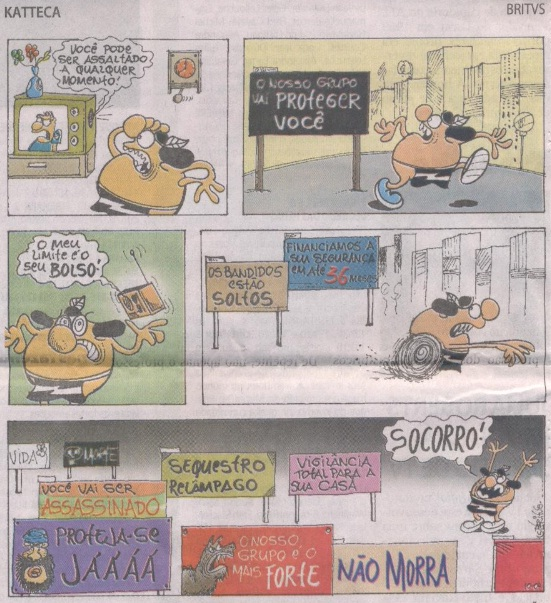 KATTECA
BRITVS
VOCÊ PODE
SER ASSALTADO
A QUALQUER
MOMENTO!
O NOSSO GRUPO
VAI PROTEGER
VOCÊ
O MEU
LIMITE É O
SEU BOLSO!
OS BANDIDOS
ESTÃO
SOLTOS
FINANCIAMOS A
SUA SEGURANÇA
EM ATÉ 36 MESES
VIDA
SEQUESTRO
RELÂMPAGO
VIGILÂNCIA
TOTAL PARA A
SUA CASA
SOCORRO!
VOCÊ VAI SER
ASSASSINADO
PROTEJA-SE
JÁÁÁÁ
O NOSSO
GRUPO É O
MAIS FORTE
NÃO MORRA